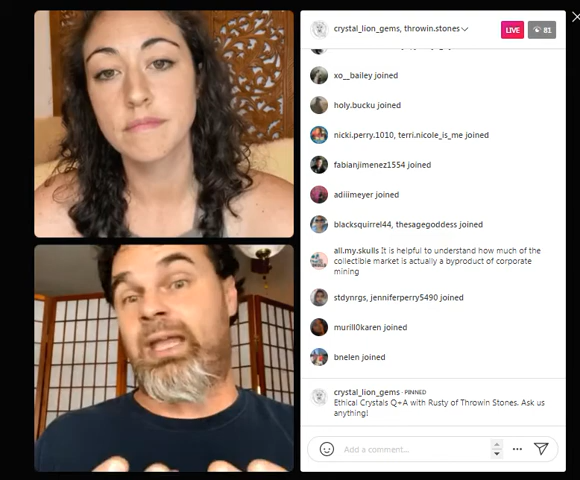 crystal_lion_gems, throwin.stones
LIVE
81
xo__bailey joined
holy.bucku joined
nicki.perry.1010, terri.nicole_is_me joined
fabianjimenez1554 joined
adiiimeyer joined
blacksquirrel44, thesagegoddess joined
all.my.skulls It is helpful to understand how much of the
collectible market is actually a byproduct of corporate
mining
stdynrgs, jenniferperry5490 joined
murill0karen joined
bnelen joined
crystal_lion_gems · PINNED
Ethical Crystals Q+A with Rusty of Throwin Stones. Ask us
anything!
Add a comment...